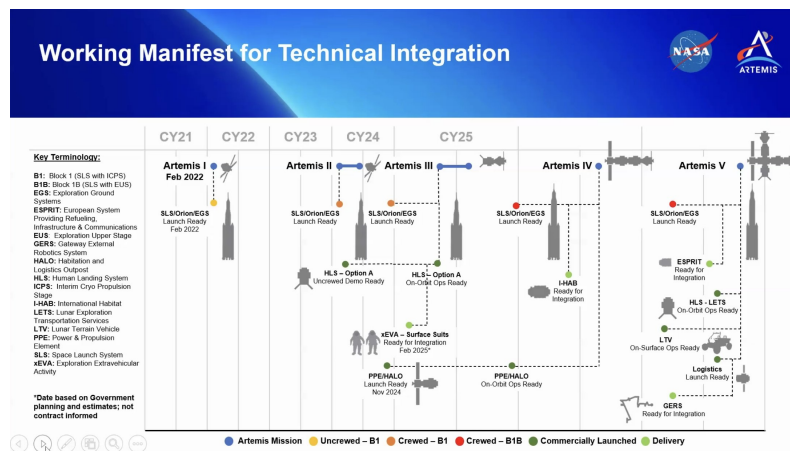 Working Manifest for Technical Integration
NASA
ARTEMIS
CY21
CY22
CY23
CY24
CY25
Key Terminology:
B1: Block 1 (SLS with ICPS)
B1B: Block 1B (SLS with EUS)
EGS: Exploration Ground
Systems
ESPRIT: European System
Providing Refueling,
Infrastructure & Communications
EUS: Exploration Upper Stage
GERS: Gateway External
Robotics System
HALO: Habitation and
Logistics Outpost
HLS: Human Landing System
ICPS: Interim Cryo Propulsion
Stage
I-HAB: International Habitat
LETS: Lunar Exploration
Transportation Services
LTV: Lunar Terrain Vehicle
PPE: Power & Propulsion
Element
SLS: Space Launch System
xEVA: Exploration Extravehicular
Activity
*Date based on Government
planning and estimates; not
contract informed
Artemis I
Feb 2022
SLS/Orion/EGS
Launch Ready
Feb 2022
Artemis II
SLS/Orion/EGS
Launch Ready
HLS – Option A
Uncrewed Demo Ready
Artemis III
SLS/Orion/EGS
Launch Ready
HLS – Option A
On-Orbit Ops Ready
xEVA – Surface Suits
Ready for Integration
Feb 2025*
PPE/HALO
Launch Ready
Nov 2024
Artemis IV
SLS/Orion/EGS
Launch Ready
I-HAB
Ready for
Integration
PPE/HALO
On-Orbit Ops Ready
Artemis V
SLS/Orion/EGS
Launch Ready
ESPRIT
Ready for
Integration
HLS - LETS
On-Orbit Ops Ready
LTV
On-Surface Ops Ready
Logistics
Launch Ready
GERS
Ready for Integration
Artemis Mission
Uncrewed – B1
Crewed – B1
Crewed – B1B
Commercially Launched
Delivery